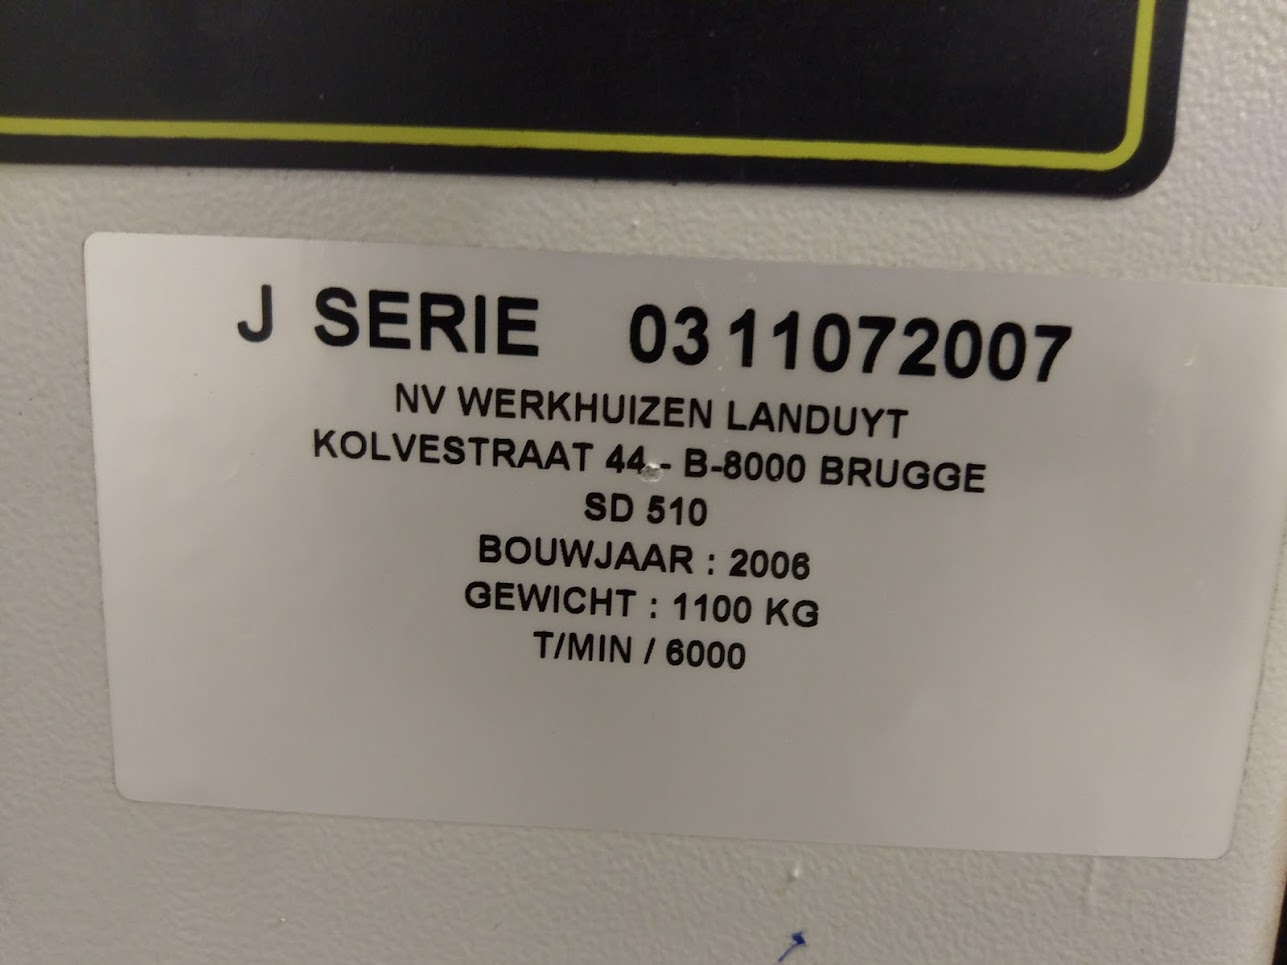 J SERIE 0311072007
NV WERKHUIZEN LANDUYT
KOLVESTRAAT 44 - B-8000 BRUGGE
SD 510
BOUWJAAR : 2006
GEWICHT : 1100 KG
T/MIN / 6000